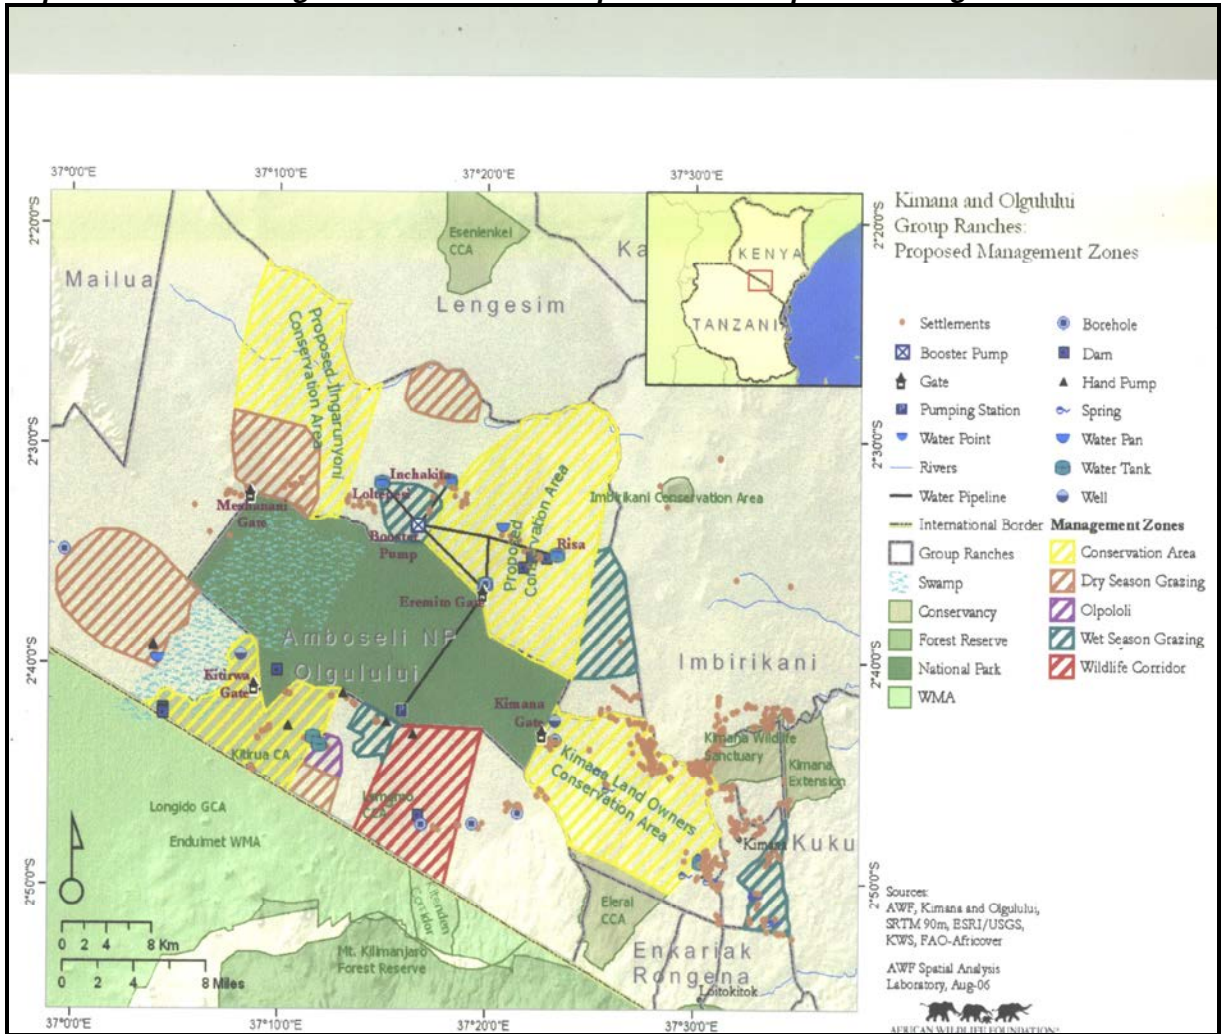 37°0'0"E
37°10'0"E
37°20'0"E
37°30'0"E
2°20'0"S
2°20'0"S
Kimana and Olgulului
Group Ranches:
Proposed Management Zones
Esenlenkei
CCA
Ka
KENYA
TANZANIA
Mailua
Lengesim
Proposed Ilngarunyoni
Conservation Area
Settlements
Booster Pump
Gate
Pumping Station
Water Point
Rivers
Water Pipeline
International Border
Group Ranches
Swamp
Conservancy
Forest Reserve
National Park
WMA
Borehole
Dam
Hand Pump
Spring
Water Pan
Water Tank
Well
Management Zones
Conservation Area
Dry Season Grazing
Olpololi
Wet Season Grazing
Wildlife Corridor
2°30'0"S
2°30'0"S
Inchakita
Meshanani
Gate
Booster
Pump
Proposed
Conservation Area
Imbirikani Conservation Area
Risa
Eremim Gate
Amboseli NP
Olgulului
Imbirikani
2°40'0"S
2°40'0"S
Kitirwa
Gate
Kimana
Gate
Kitirua CA
Kimana Land Owners
Conservation Area
Kimana Wildlife
Sanctuary
Kimana
Extension
Longido GCA
Enduimet WMA
CCA
Kimana
Kuku
2°50'0"S
2°50'0"S
Kitenden
Corridor
Eleral
CCA
Mt. Kilimanjaro
Forest Reserve
Enkariak
Rongena
Loitokitok
0 2 4 8 Km
0 2 4 8 Miles
Sources:
AWF, Kimana and Olgulului,
SRTM 90m, ESRI/USGS,
KWS, FAO-Africover
AWF Spatial Analysis
Laboratory, Aug-06
AFRICAN WILDLIFE FOUNDATION®
37°0'0"E
37°10'0"E
37°20'0"E
37°30'0"E